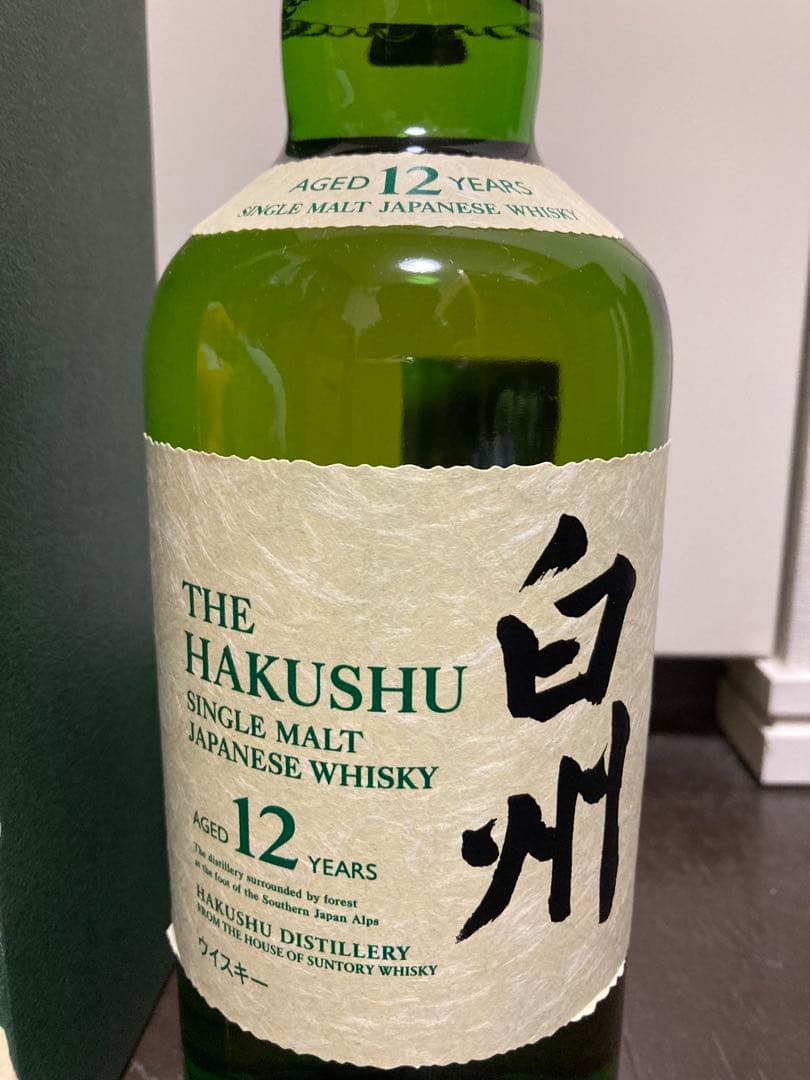 AGED 12 YEARS
SINGLE MALT JAPANESE WHISKY
白州
THE
HAKUSHU
SINGLE MALT
JAPANESE WHISKY
AGED 12 YEARS
The distillery surrounded by forest
at the foot of the Southern Japan Alps
HAKUSHU DISTILLERY
FROM THE HOUSE OF SUNTORY WHISKY
ウイスキー